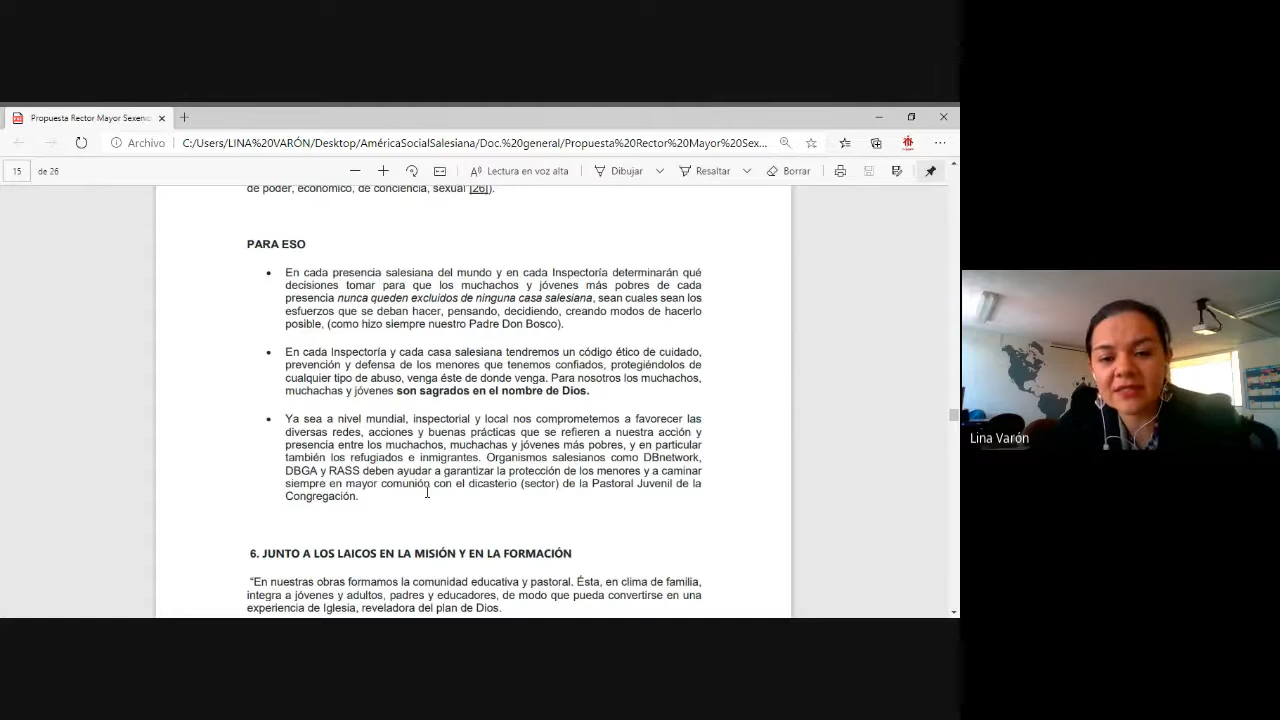 Propuesta Rector Mayor Sexeni
Archivo
C:/Users/LINA%20VARÓN/Desktop/AméricaSocialSalesiana/Doc.%20general/Propuesta%20Rector%20Mayor%20Sex...
15 de 26
Lectura en voz alta
Dibujar
Resaltar
Borrar
de poder, económico, de conciencia, sexual [26]).
PARA ESO
• En cada presencia salesiana del mundo y en cada Inspectoría determinarán qué
decisiones tomar para que los muchachos y jóvenes más pobres de cada
presencia nunca queden excluidos de ninguna casa salesiana, sean cuales sean los
esfuerzos que se deban hacer, pensando, decidiendo, creando modos de hacerlo
posible, (como hizo siempre nuestro Padre Don Bosco).
• En cada Inspectoría y cada casa salesiana tendremos un código ético de cuidado,
prevención y defensa de los menores que tenemos confiados, protegiéndolos de
cualquier tipo de abuso, venga éste de donde venga. Para nosotros los muchachos,
muchachas y jóvenes son sagrados en el nombre de Dios.
• Ya sea a nivel mundial, inspectorial y local nos comprometemos a favorecer las
diversas redes, acciones y buenas prácticas que se refieren a nuestra acción y
presencia entre los muchachos, muchachas y jóvenes más pobres, y en particular
también los refugiados e inmigrantes. Organismos salesianos como DBnetwork,
DBGA y RASS deben ayudar a garantizar la protección de los menores y a caminar
siempre en mayor comunión con el dicasterio (sector) de la Pastoral Juvenil de la
Congregación.
6. JUNTO A LOS LAICOS EN LA MISIÓN Y EN LA FORMACIÓN
“En nuestras obras formamos la comunidad educativa y pastoral. Ésta, en clima de familia,
integra a jóvenes y adultos, padres y educadores, de modo que pueda convertirse en una
experiencia de Iglesia, reveladora del plan de Dios.
Lina Varón